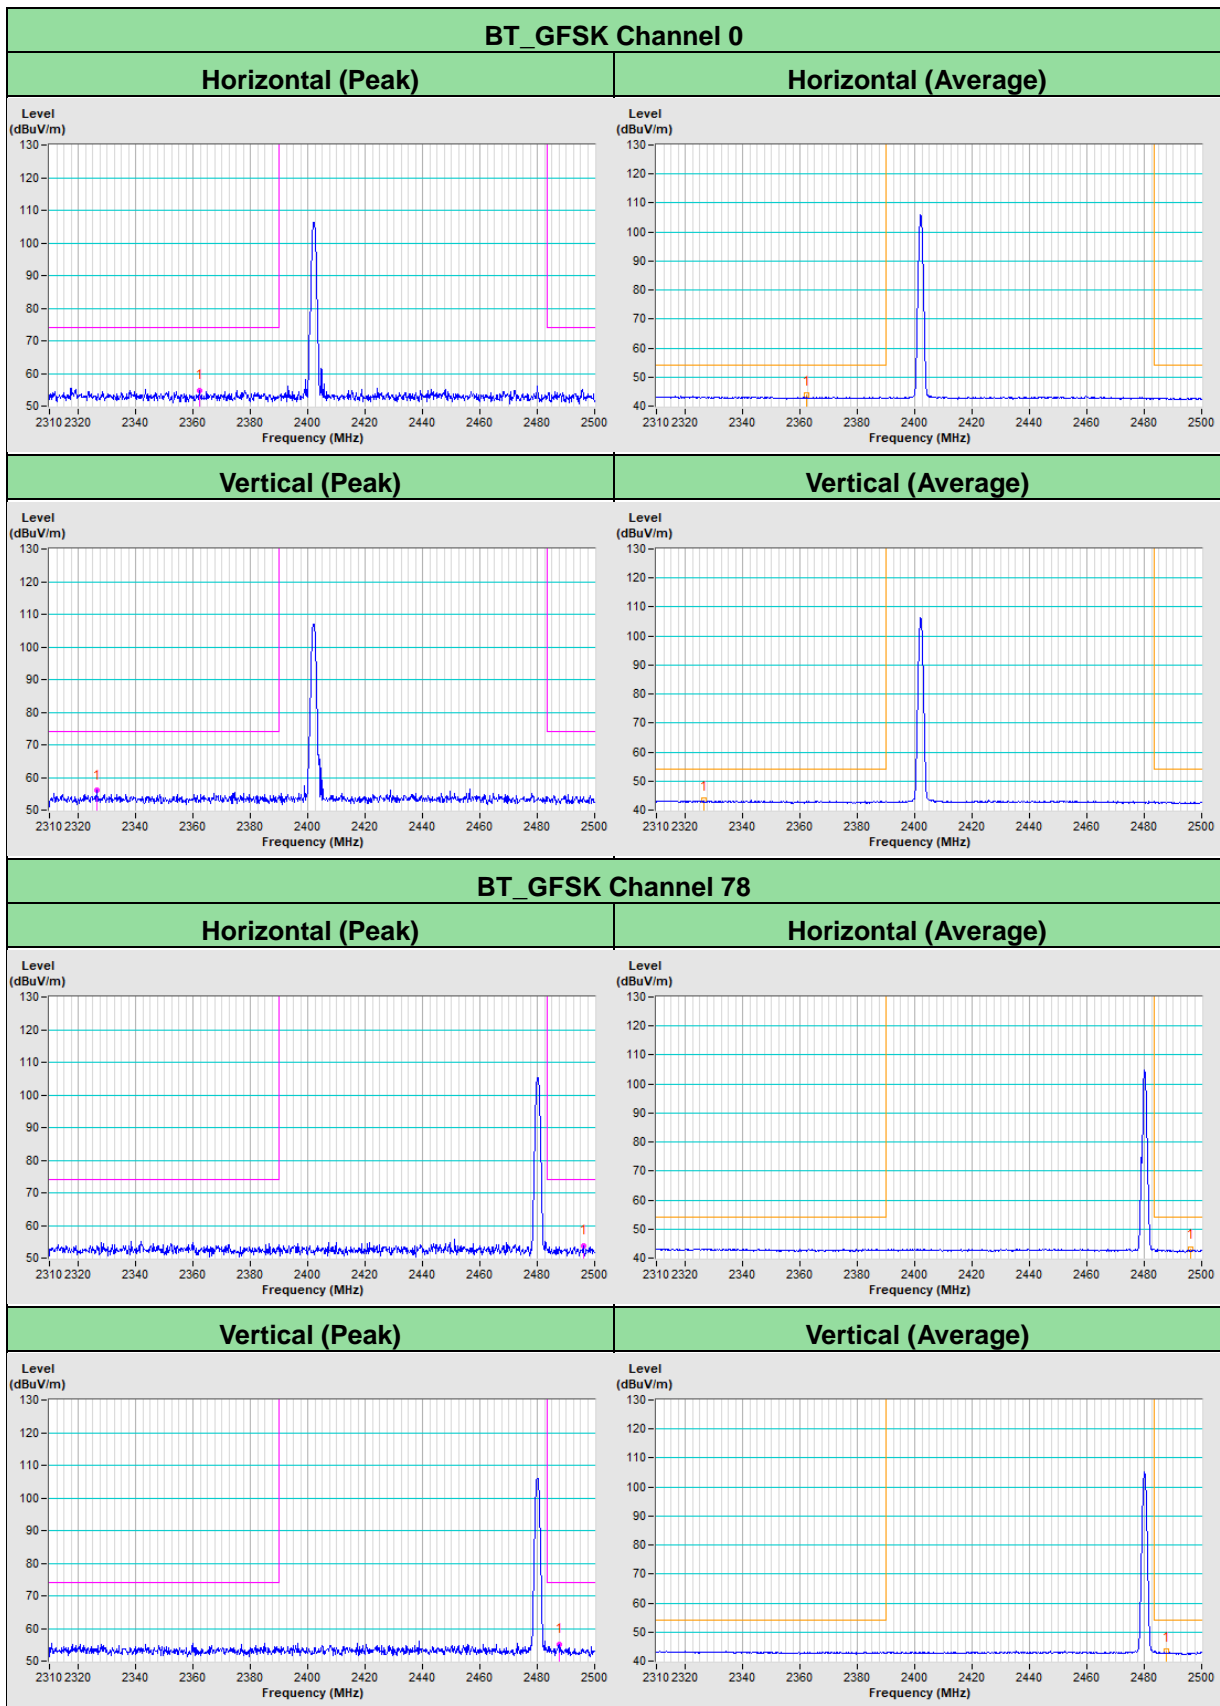 BT_GFSK Channel 0
Horizontal (Peak) Horizontal (Average)
Level Level
(dBuV/m) (dBuV/m)
130 130
120 120
110 110
100 100
90 90
80 80
70 70
60 60
1 1
50 50
40
2310 2320 2340 2360 2380 2400 2420 2440 2460 2480 2500 2310 2320 2340 2360 2380 2400 2420 2440 2460 2480 2500
Frequency (MHz) Frequency (MHz)
Vertical (Peak) Vertical (Average)
Level Level
(dBuV/m) (dBuV/m)
130 130
120 120
110 110
100 100
90 90
80 80
70 70
60 60
1 1
50 50
40
2310 2320 2340 2360 2380 2400 2420 2440 2460 2480 2500 2310 2320 2340 2360 2380 2400 2420 2440 2460 2480 2500
Frequency (MHz) Frequency (MHz)
BT_GFSK Channel 78
Horizontal (Peak) Horizontal (Average)
Level Level
(dBuV/m) (dBuV/m)
130 130
120 120
110 110
100 100
90 90
80 80
70 70
60 60
1 1
50 50
40
2310 2320 2340 2360 2380 2400 2420 2440 2460 2480 2500 2310 2320 2340 2360 2380 2400 2420 2440 2460 2480 2500
Frequency (MHz) Frequency (MHz)
Vertical (Peak) Vertical (Average)
Level Level
(dBuV/m) (dBuV/m)
130 130
120 120
110 110
100 100
90 90
80 80
70 70
60 60
1 1
50 50
40
2310 2320 2340 2360 2380 2400 2420 2440 2460 2480 2500 2310 2320 2340 2360 2380 2400 2420 2440 2460 2480 2500
Frequency (MHz) Frequency (MHz)